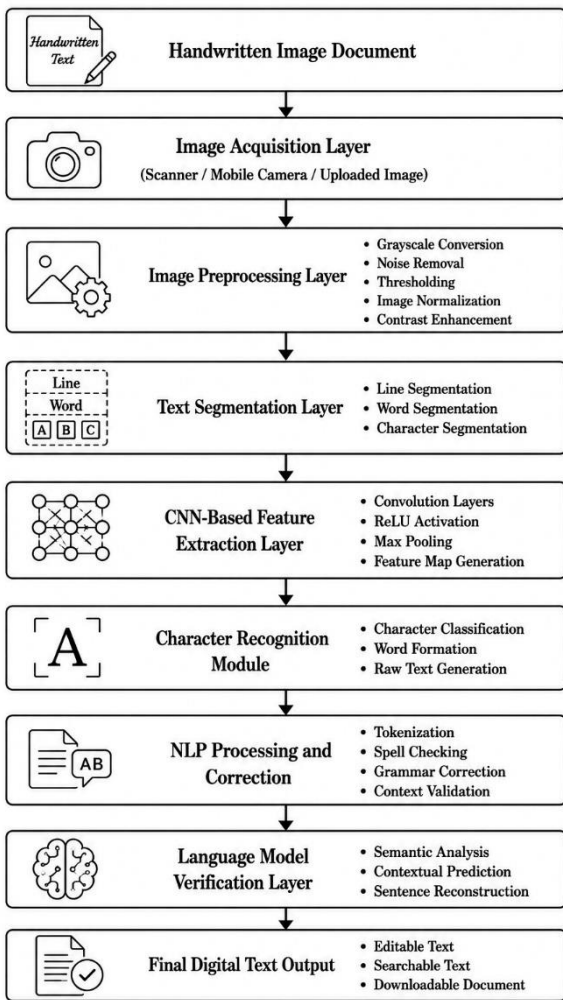 Handwritten
Text
Handwritten Image Document
Image Acquisition Layer
(Scanner / Mobile Camera / Uploaded Image)
Image Preprocessing Layer
• Grayscale Conversion
• Noise Removal
• Thresholding
• Image Normalization
• Contrast Enhancement
Line
Word
A B C
Text Segmentation Layer
• Line Segmentation
• Word Segmentation
• Character Segmentation
CNN-Based Feature
Extraction Layer
• Convolution Layers
• ReLU Activation
• Max Pooling
• Feature Map Generation
A
Character Recognition
Module
• Character Classification
• Word Formation
• Raw Text Generation
AB
NLP Processing and
Correction
• Tokenization
• Spell Checking
• Grammar Correction
• Context Validation
Language Model
Verification Layer
• Semantic Analysis
• Contextual Prediction
• Sentence Reconstruction
Final Digital Text Output
• Editable Text
• Searchable Text
• Downloadable Document